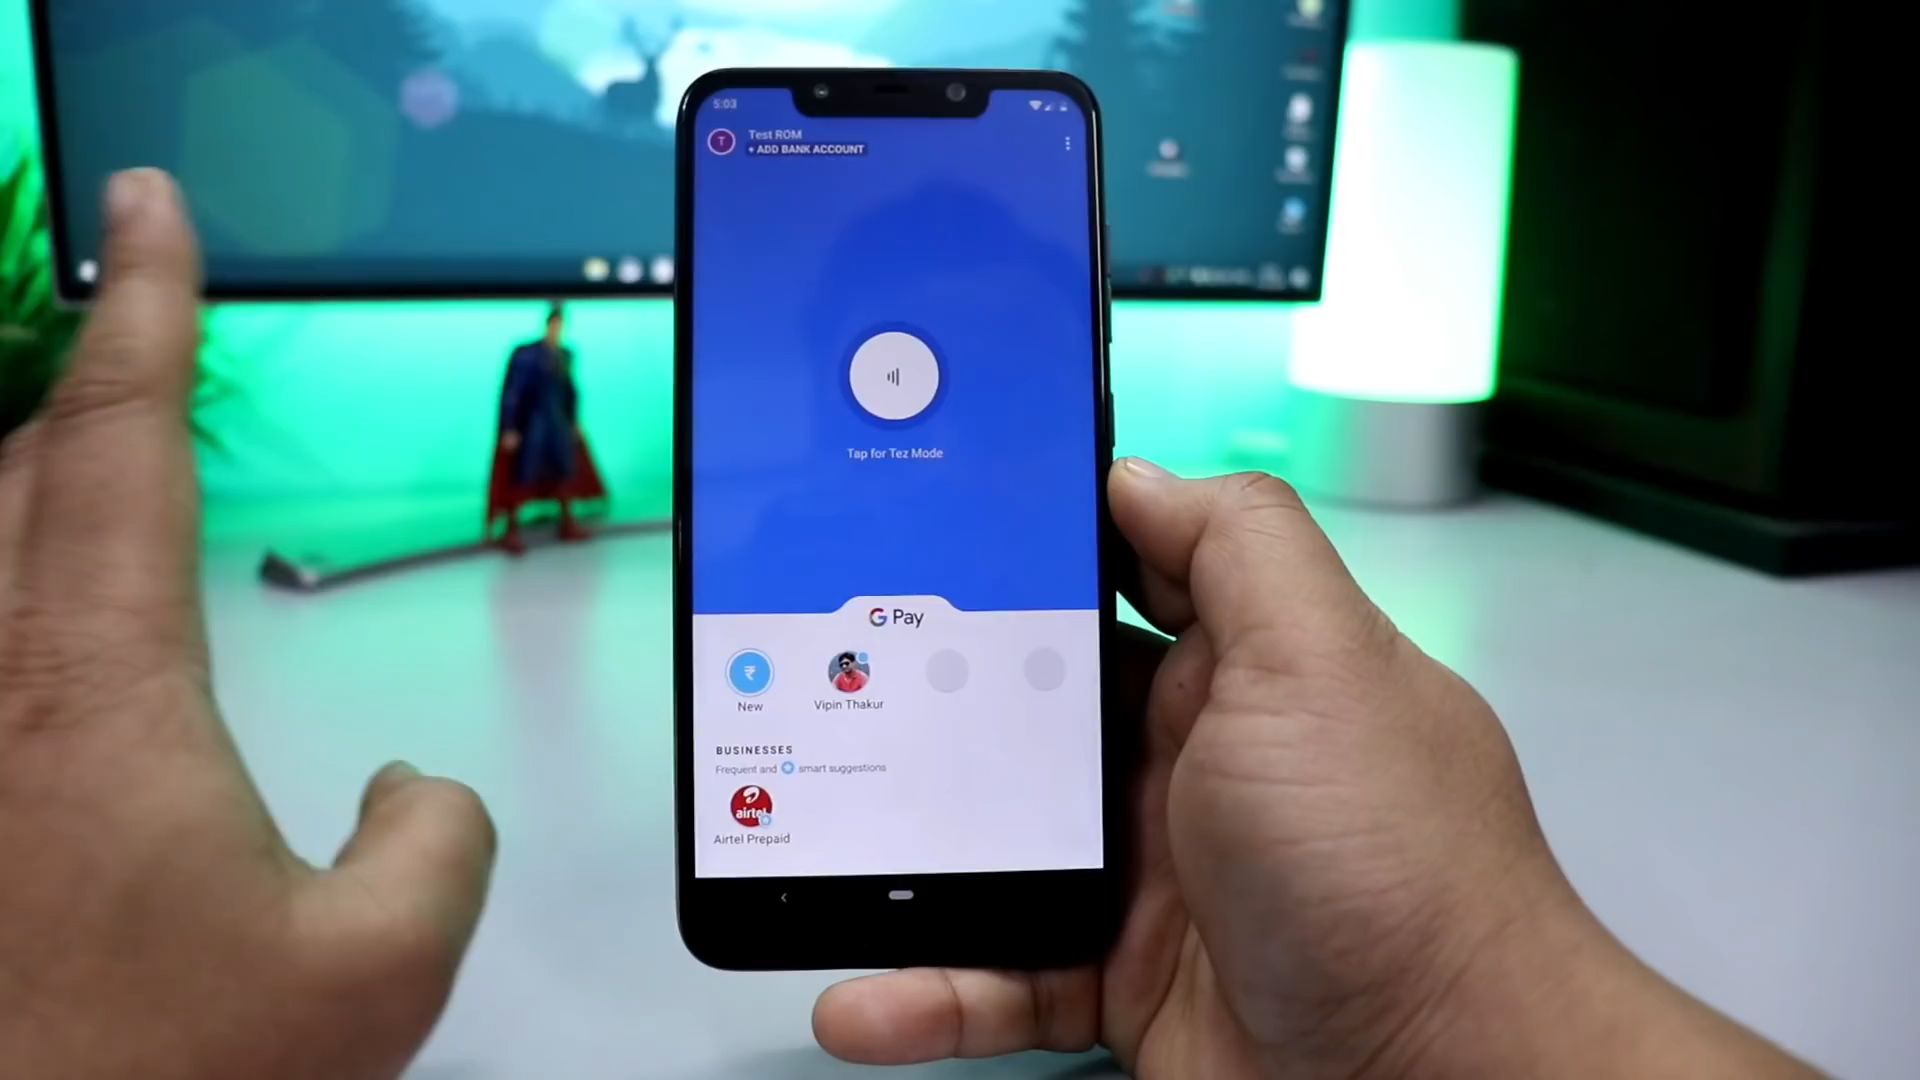 5:03
T
Test ROM
+ ADD BANK ACCOUNT
Tap for Tez Mode
G Pay
₹
New
Vipin Thakur
BUSINESSES
Frequent and smart suggestions
airtel
Airtel Prepaid